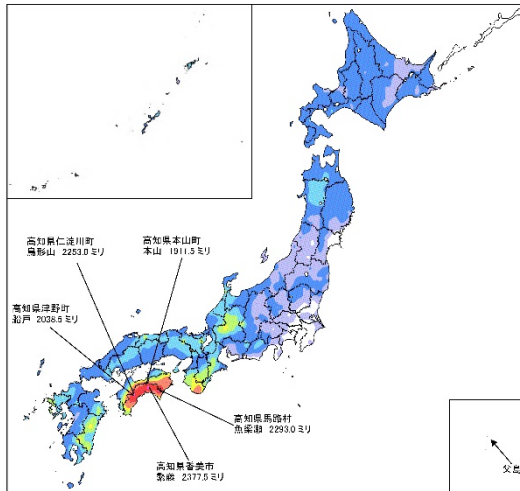 高知県仁淀川町
鳥形山 2253.0ミリ
高知県本山町
本山 1911.5ミリ
高知県津野町
船戸 2038.5ミリ
高知県馬路村
魚梁瀬 2293.0ミリ
高知県香美市
繁藤 2377.5ミリ
父島